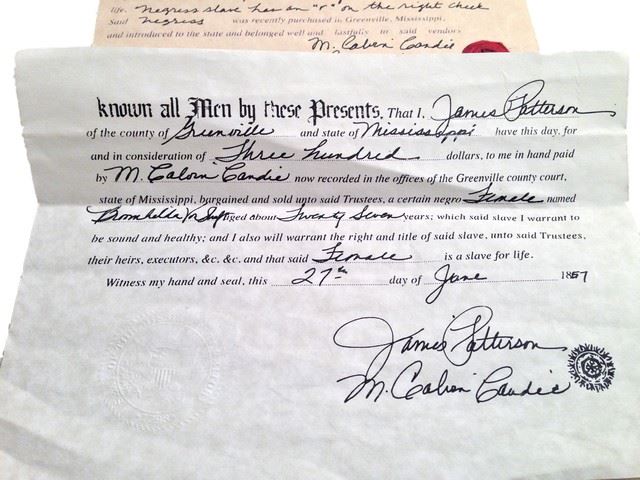 life. Negress slave has an "r" on the right cheek
Said Negress was recently purchased in Greenville, Mississippi,
and introduced to the state and belonged well and lastfully to said vendors
M. Calvin Candie
known all Men by these Presents, That I, James Patterson
of the county of Greenville and state of Mississippi have this day, for
and in consideration of Three hundred dollars, to me in hand paid
by M. Calvin Candie now recorded in the offices of the Greenville county court,
state of Mississippi, bargained and sold unto said Trustees, a certain negro Female named
Broomhilda Von aged about Twenty Seven years; which said slave I warrant to
be sound and healthy; and I also will warrant the right and title of said slave, unto said Trustees,
their heirs, executors, &c. &c. and that said Female is a slave for life.
Witness my hand and seal, this 27th day of June 1857
James Patterson
M. Calvin Candie